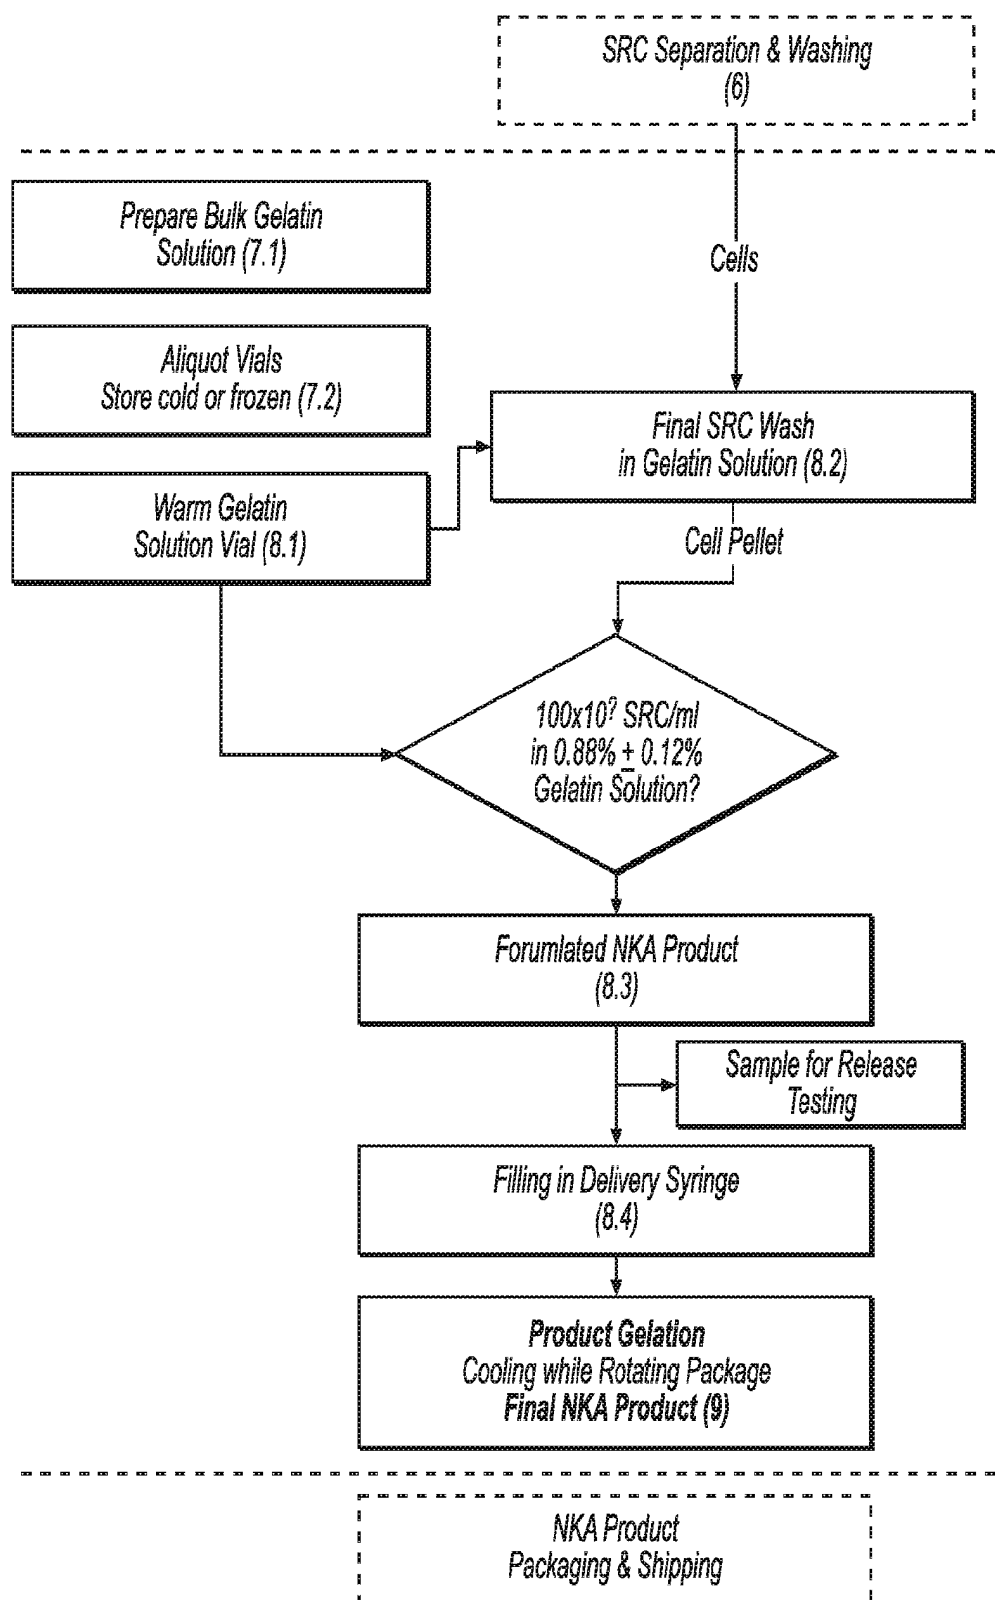 SRC Separation & Washing
(6)
Prepare Bulk Gelatin
Solution (7.1)
Cells
Aliquot Vials
Store cold or frozen (7.2)
Final SRC Wash
in Gelatin Solution (8.2)
Warm Gelatin
Solution Vial (8.1)
Cell Pellet
100x10? SRC/ml
in 0.88% ± 0.12%
Gelatin Solution?
Forumlated NKA Product
(8.3)
Sample for Release
Testing
Filling in Delivery Syringe
(8.4)
Product Gelation
Cooling while Rotating Package
Final NKA Product (9)
NKA Product
Packaging & Shipping